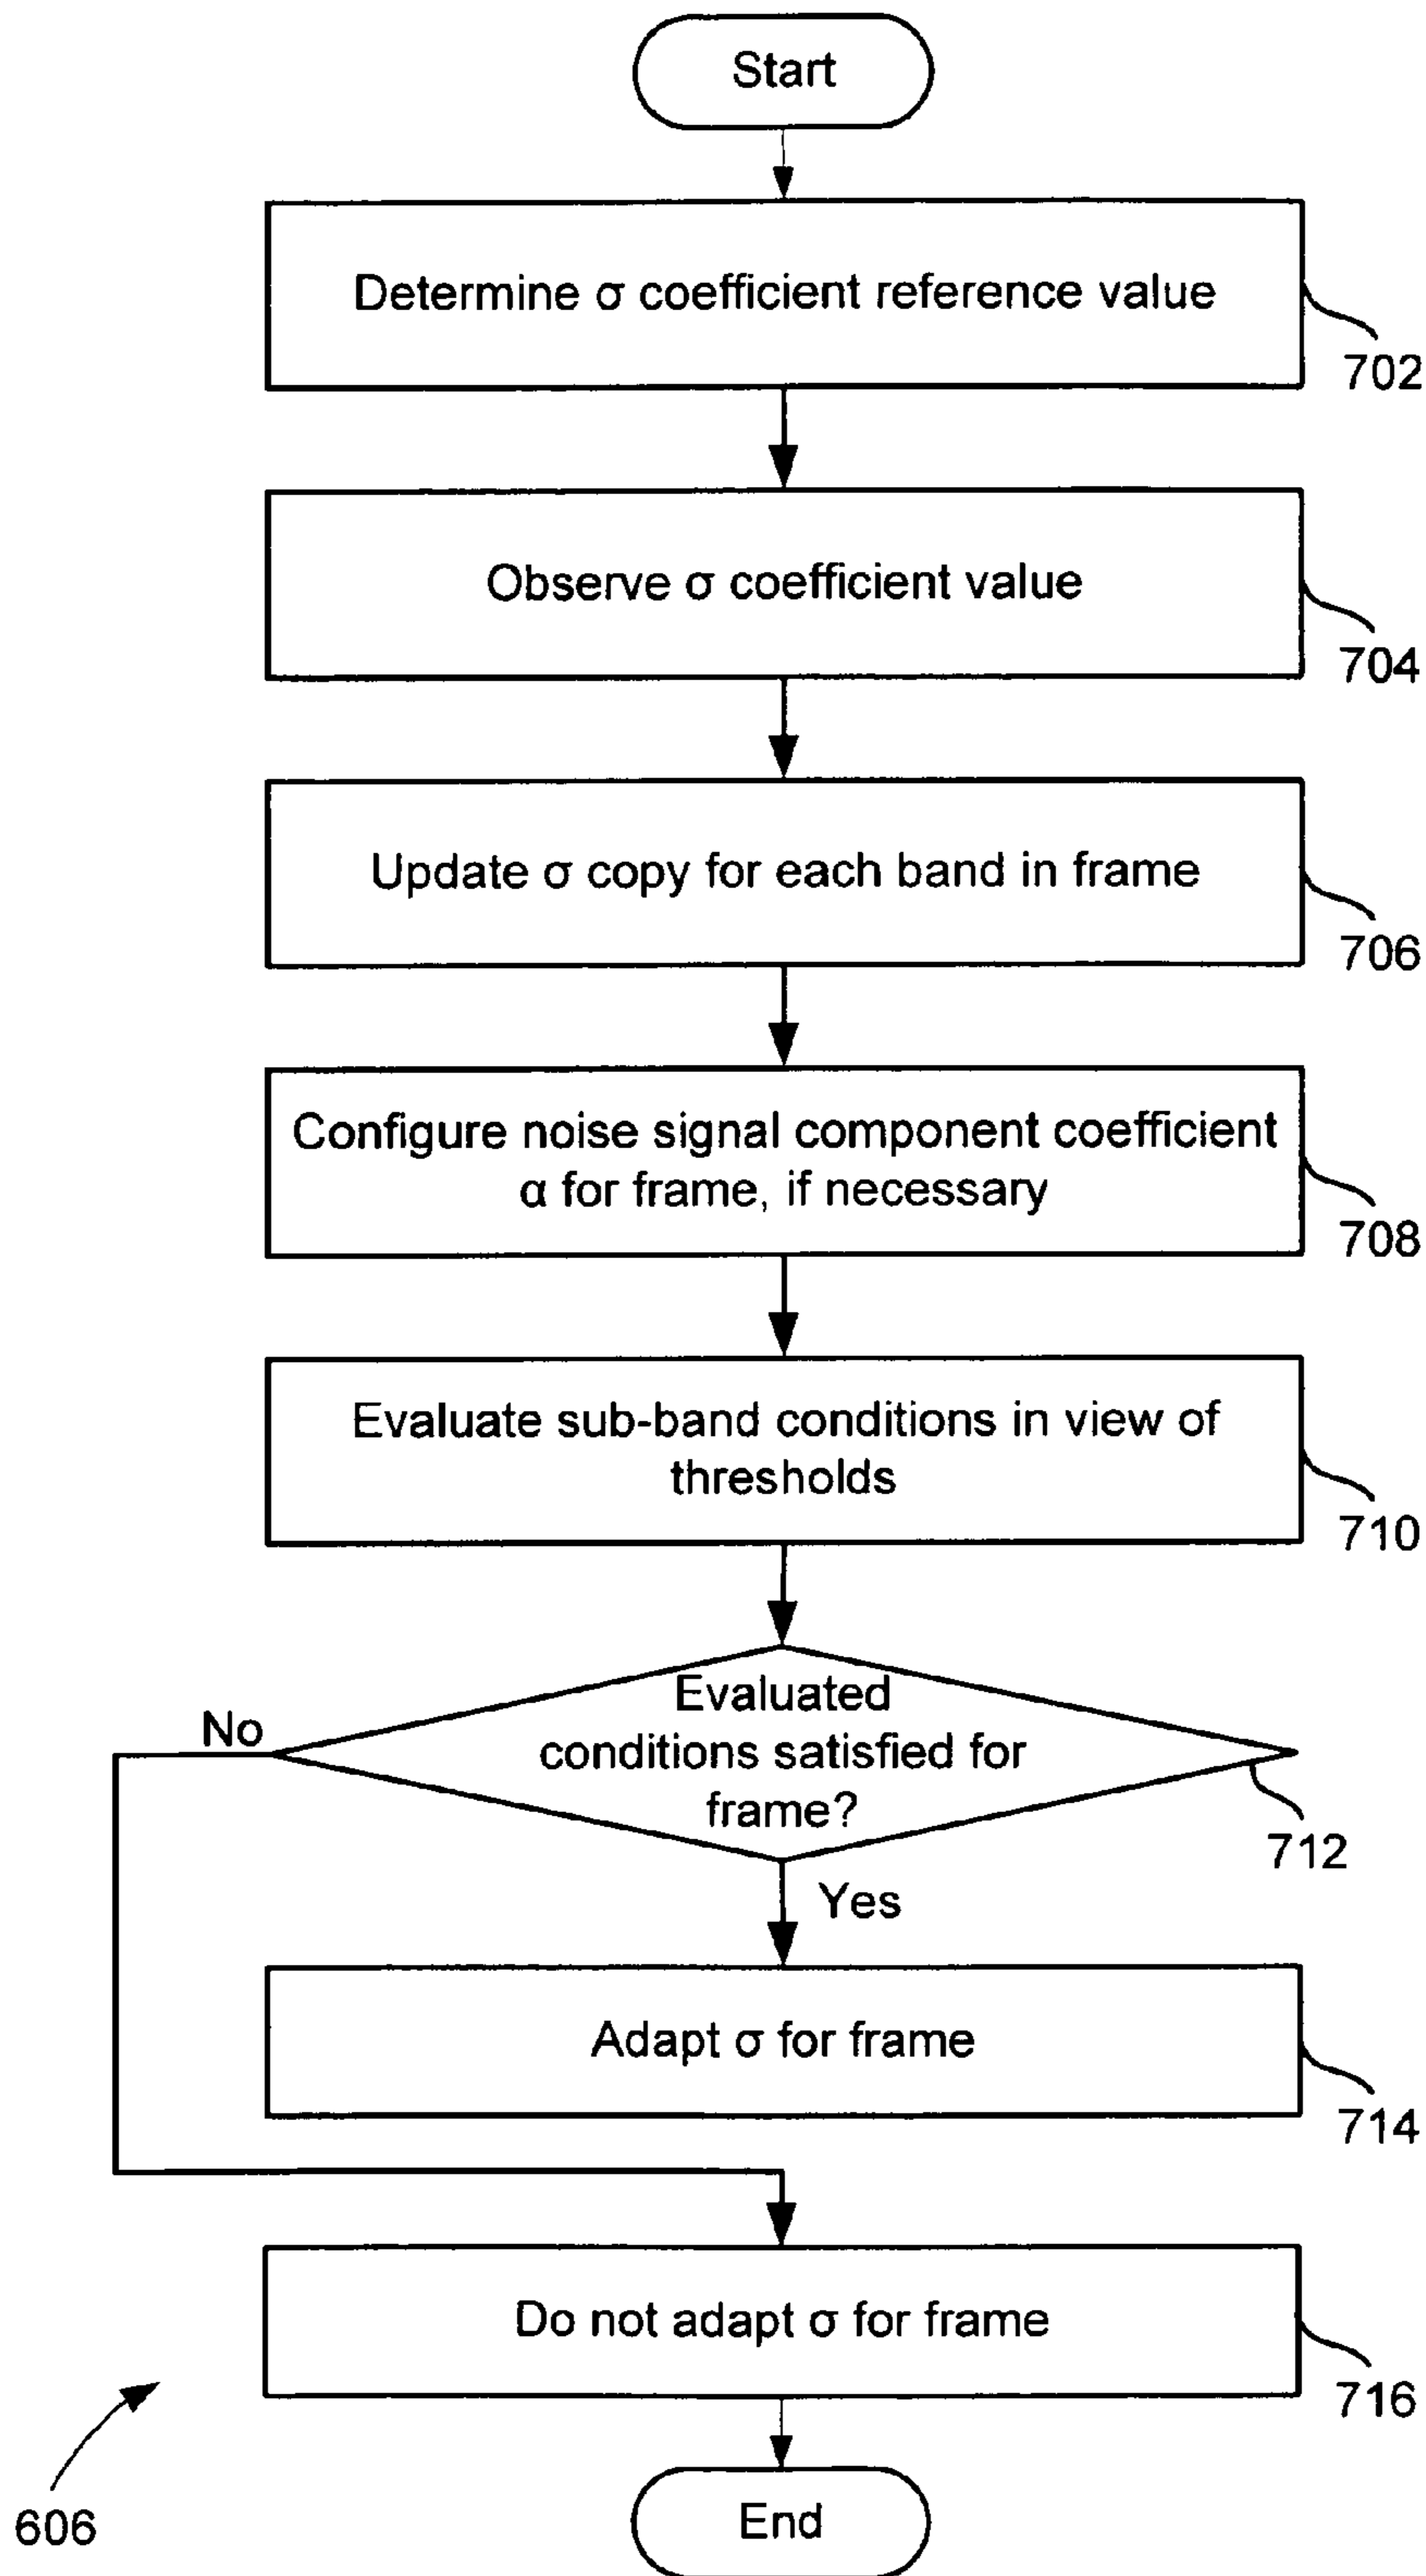 Start
Determine σ coefficient reference value
702
Observe σ coefficient value
704
Update σ copy for each band in frame
706
Configure noise signal component coefficient
α for frame, if necessary
708
Evaluate sub-band conditions in view of
thresholds
710
Evaluated
conditions satisfied for
frame?
No
712
Yes
Adapt σ for frame
714
Do not adapt σ for frame
716
606
End